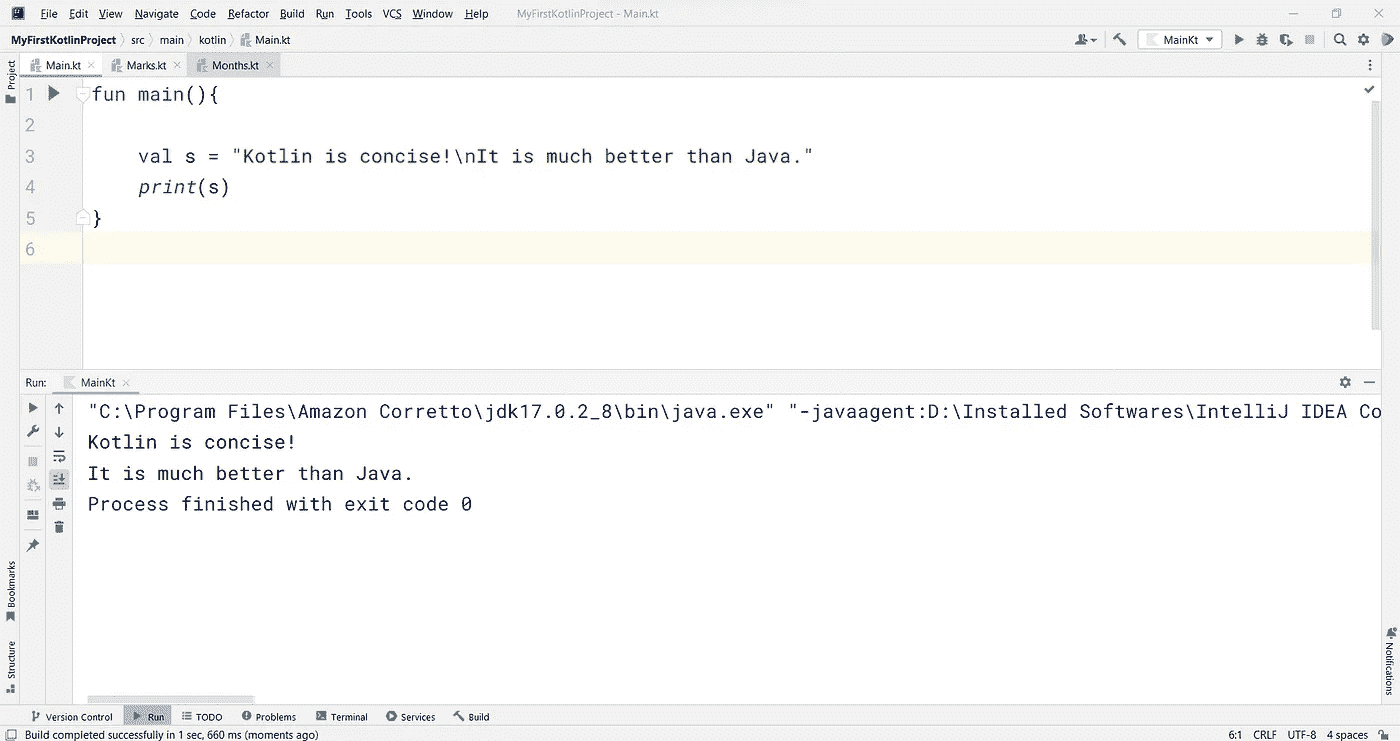 File Edit View Navigate Code Refactor Build Run Tools VCS Window Help MyFirstKotlinProject - Main.kt
MyFirstKotlinProject src main kotlin Main.kt MainKt
Project
Main.kt Marks.kt Months.kt
1 fun main(){
2
3 val s = "Kotlin is concise!\nIt is much better than Java."
4 print(s)
5 }
6
Run: MainKt
"C:\Program Files\Amazon Corretto\jdk17.0.2_8\bin\java.exe" "-javaagent:D:\Installed Softwares\IntelliJ IDEA Co
Kotlin is concise!
It is much better than Java.
Process finished with exit code 0
Bookmarks
Structure
Notifications
Version Control Run TODO Problems Terminal Services Build
Build completed successfully in 1 sec, 660 ms (moments ago) 6:1 CRLF UTF-8 4 spaces